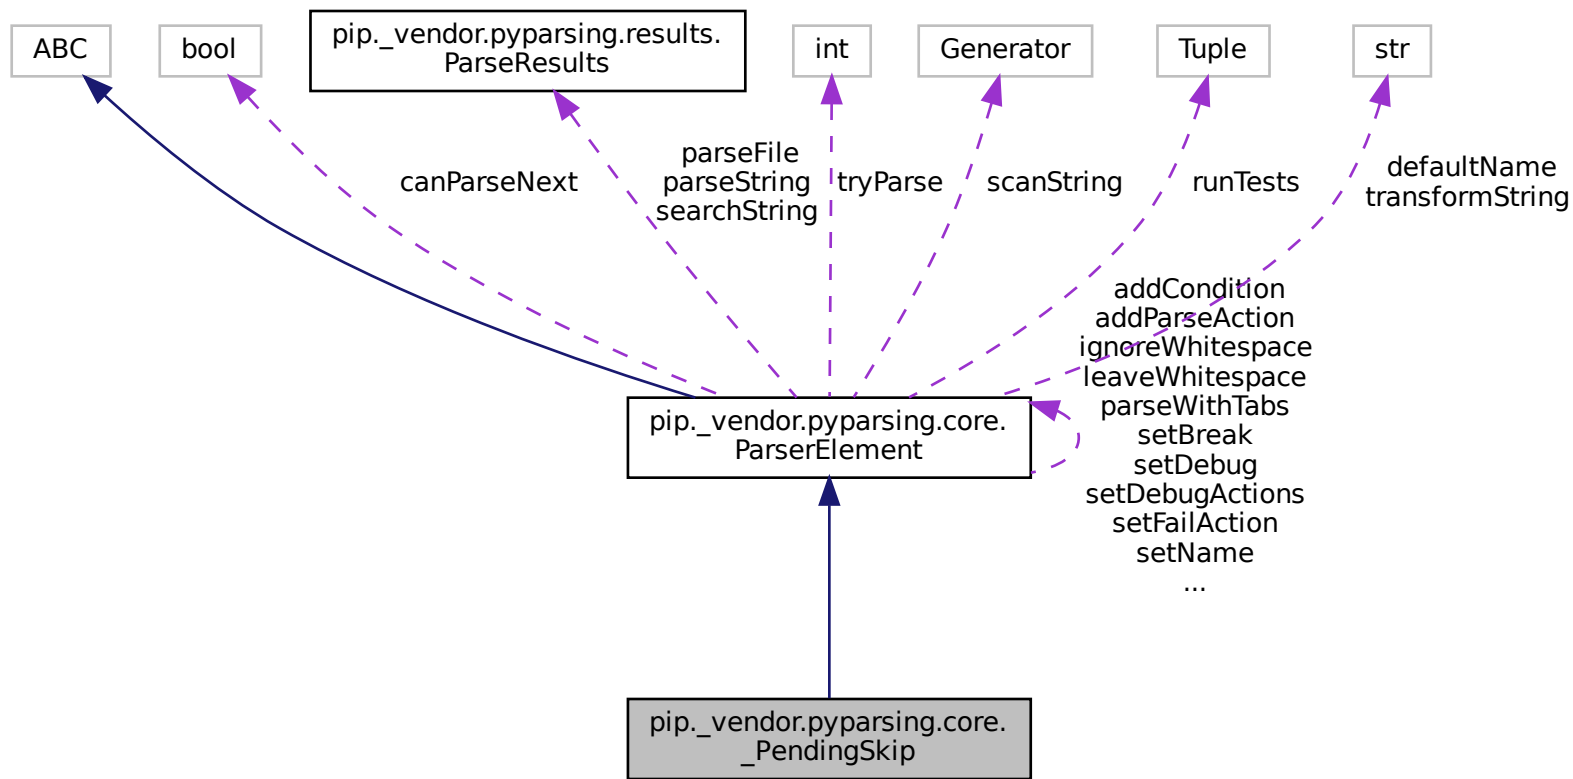 ABC
bool
pip._vendor.pyparsing.results.
ParseResults
int
Generator
Tuple
str
canParseNext
parseFile
parseString
searchString
tryParse
scanString
runTests
defaultName
transformString
addCondition
addParseAction
ignoreWhitespace
leaveWhitespace
parseWithTabs
setBreak
setDebug
setDebugActions
setFailAction
setName
...
pip._vendor.pyparsing.core.
ParserElement
pip._vendor.pyparsing.core.
_PendingSkip